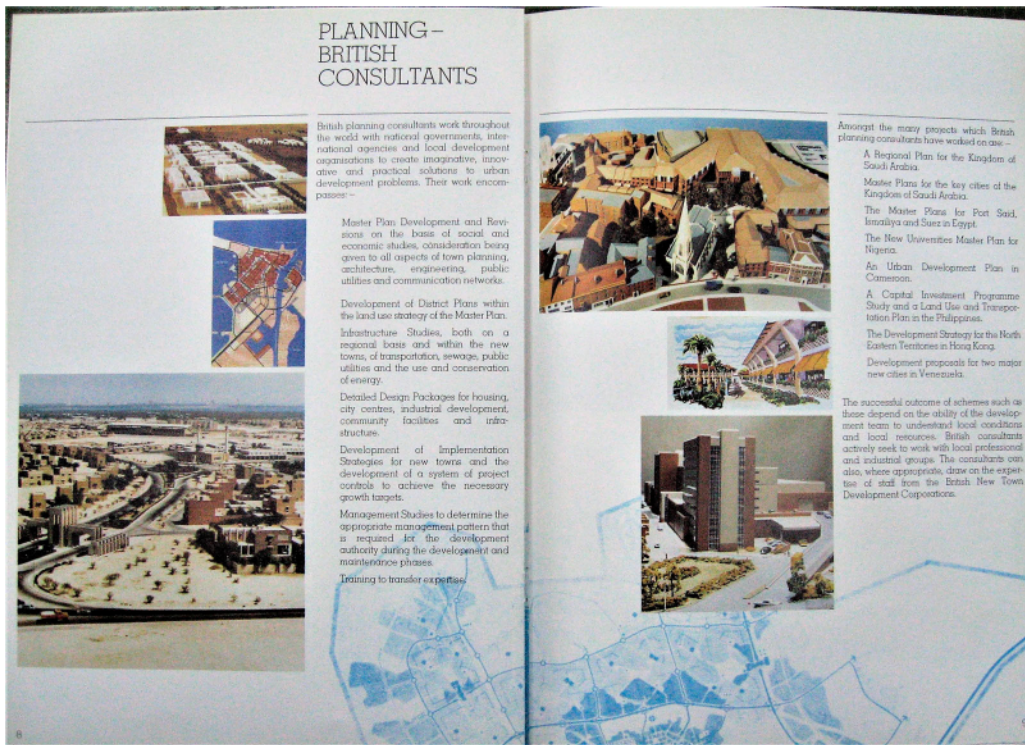 PLANNING–
BRITISH
CONSULTANTS
British planning consultants work throughout
the world with national governments, inter-
national agencies and local development
organisations to create imaginative, innov-
ative and practical solutions to urban
development problems. Their work encom-
passes: –
Master Plan Development and Revi-
sions on the basis of social and
economic studies, consideration being
given to all aspects of town planning,
architecture, engineering, public
utilities and communication networks.
Development of District Plans within
the land use strategy of the Master Plan.
Infrastructure Studies, both on a
regional basis and within the new
towns, of transportation, sewage, public
utilities and the use and conservation
of energy.
Detailed Design Packages for housing,
city centres, industrial development,
community facilities and infra-
structure.
Development of Implementation
Strategies for new towns and the
development of a system of project
controls to achieve the necessary
growth targets.
Management Studies to determine the
appropriate management pattern that
is required for the development
authority during the development and
maintenance phases.
Training to transfer expertise.
8
Amongst the many projects which British
planning consultants have worked on are: –
A Regional Plan for the Kingdom of
Saudi Arabia.
Master Plans for the key cities of the
Kingdom of Saudi Arabia.
The Master Plans for Port Said,
Ismailiya and Suez in Egypt.
The New Universities Master Plan for
Nigeria.
An Urban Development Plan in
Cameroon.
A Capital Investment Programme
Study and a Land Use and Transpor-
tation Plan in the Philippines.
The Development Strategy for the North
Eastern Territories in Hong Kong.
Development proposals for two major
new cities in Venezuela.
The successful outcome of schemes such as
these depend on the ability of the develop-
ment team to understand local conditions
and local resources. British consultants
actively seek to work with local professional
and industrial groups. The consultants can
also, where appropriate, draw on the exper-
tise of staff from the British New Town
Development Corporations.